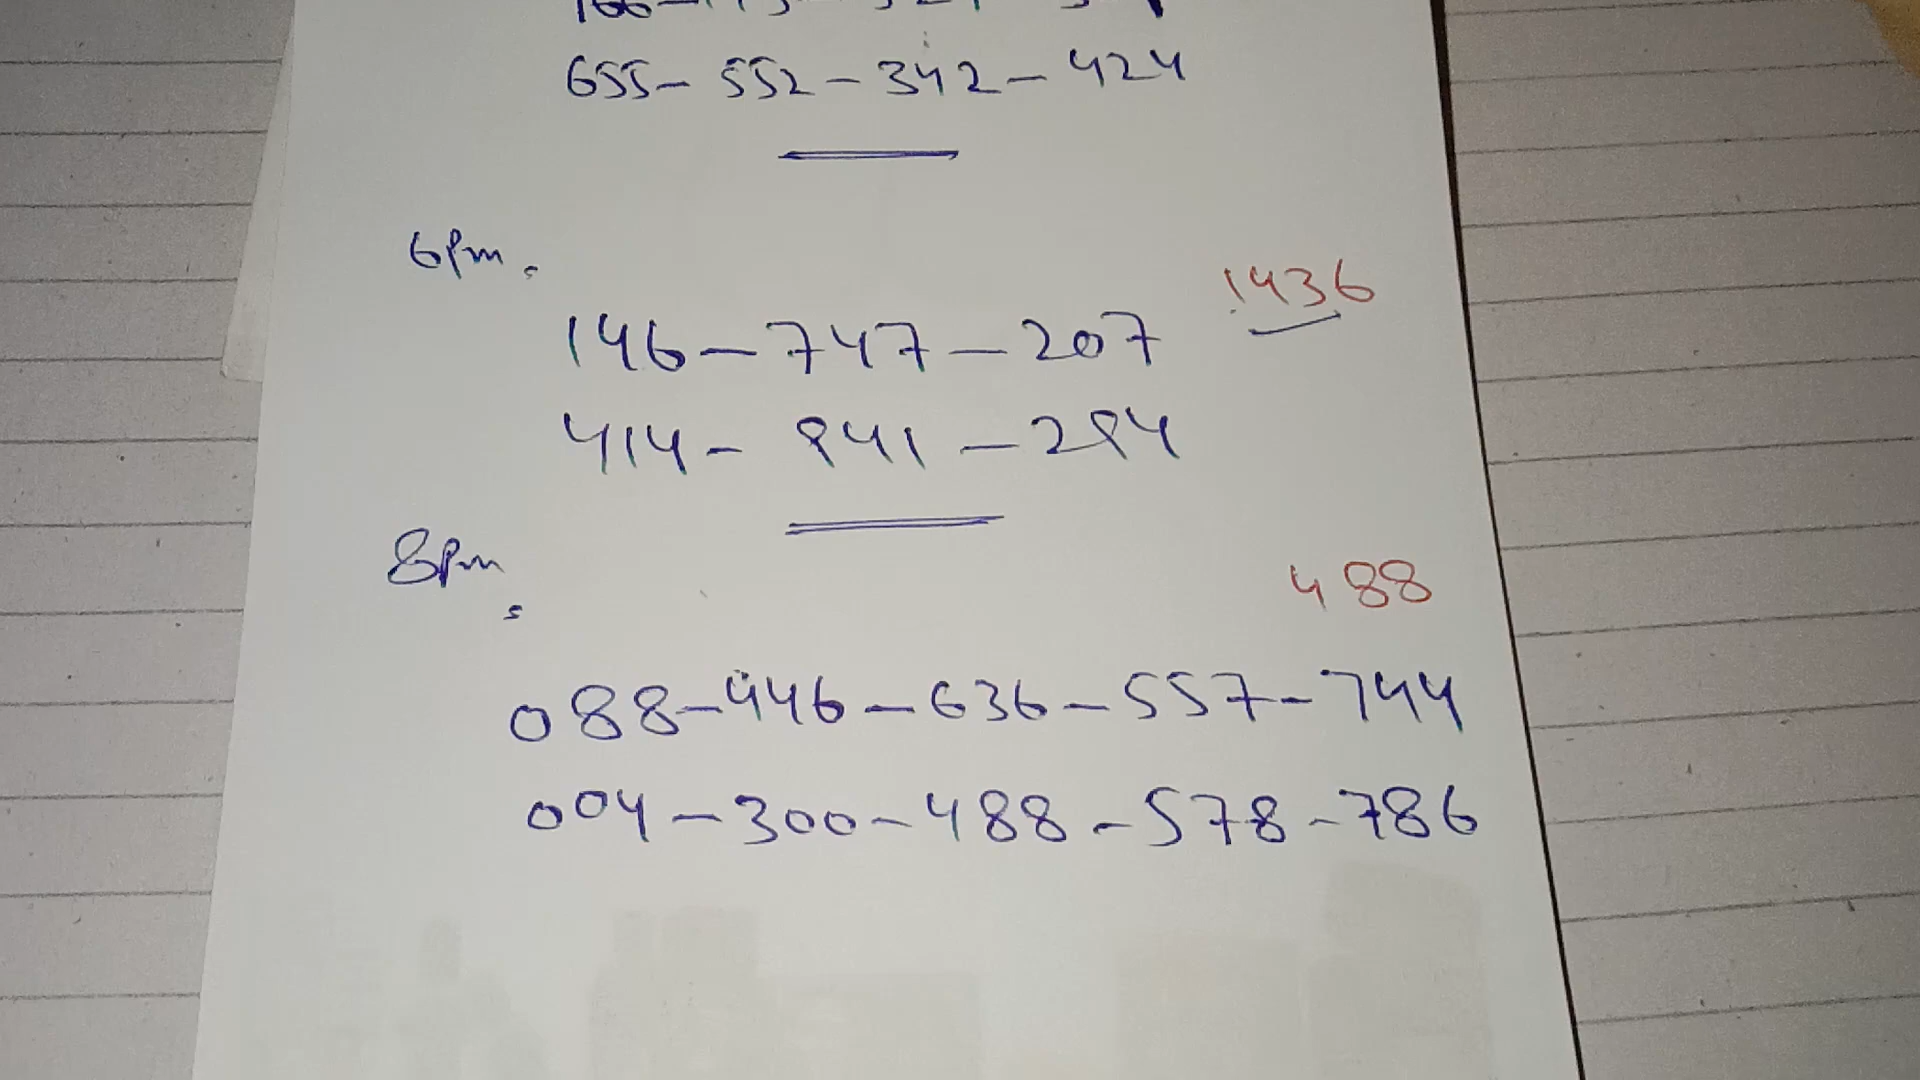 655 - 552 - 342 - 424
6pm.
1436
146 - 747 - 207
414 - 941 - 294
8pm
488
088 - 446 - 636 - 557 - 744
004 - 300 - 488 - 578 - 786